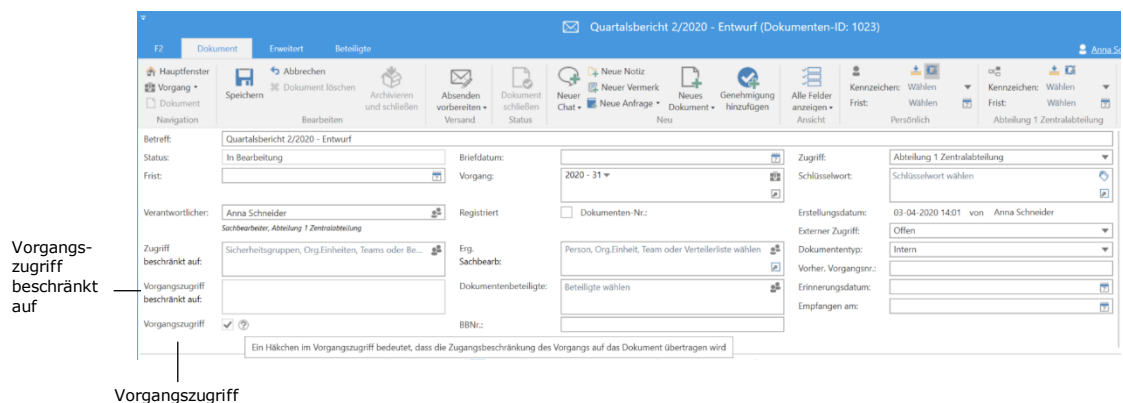 Quartalsbericht 2/2020 - Entwurf (Dokumenten-ID: 1023)
F2 Dokument Erweitert Beteiligte Anna Sc
Hauptfenster
Vorgang
Dokument
Navigation
Speichern
Abbrechen
Dokument löschen
Archivieren
und schließen
Bearbeiten
Absenden
vorbereiten
Versand
Dokument
schließen
Status
Neuer
Chat
Neue Notiz
Neuer Vermerk
Neue Anfrage
Neues
Dokument
Genehmigung
hinzufügen
Neu
Alle Felder
anzeigen
Ansicht
Kennzeichen: Wählen
Frist: Wählen
Persönlich
Kennzeichen: Wählen
Frist: Wählen
Abteilung 1 Zentralabteilung
Betreff: Quartalsbericht 2/2020 - Entwurf
Status: In Bearbeitung
Briefdatum:
Zugriff: Abteilung 1 Zentralabteilung
Frist:
Vorgang: 2020 - 31
Schlüsselwort: Schlüsselwort wählen
Verantwortlicher: Anna Schneider
Sachbearbeiter, Abteilung 1 Zentralabteilung
Registriert Dokumenten-Nr.:
Erstellungsdatum: 03-04-2020 14:01 von Anna Schneider
Externer Zugriff: Offen
Zugriff
beschränkt auf:
Sicherheitsgruppen, Org.Einheiten, Teams oder Be...
Erg.
Sachbearb:
Person, Org.Einheit, Team oder Verteilerliste wählen
Dokumententyp: Intern
Vorher. Vorgangsnr.:
Vorgangszugriff
beschränkt auf:
Dokumentenbeteiligte: Beteiligte wählen
Erinnerungsdatum:
Empfangen am:
Vorgangszugriff
BBNr.:
Ein Häkchen im Vorgangszugriff bedeutet, dass die Zugangsbeschränkung des Vorgangs auf das Dokument übertragen wird
Vorgangs-
zugriff
beschränkt
auf
Vorgangszugriff